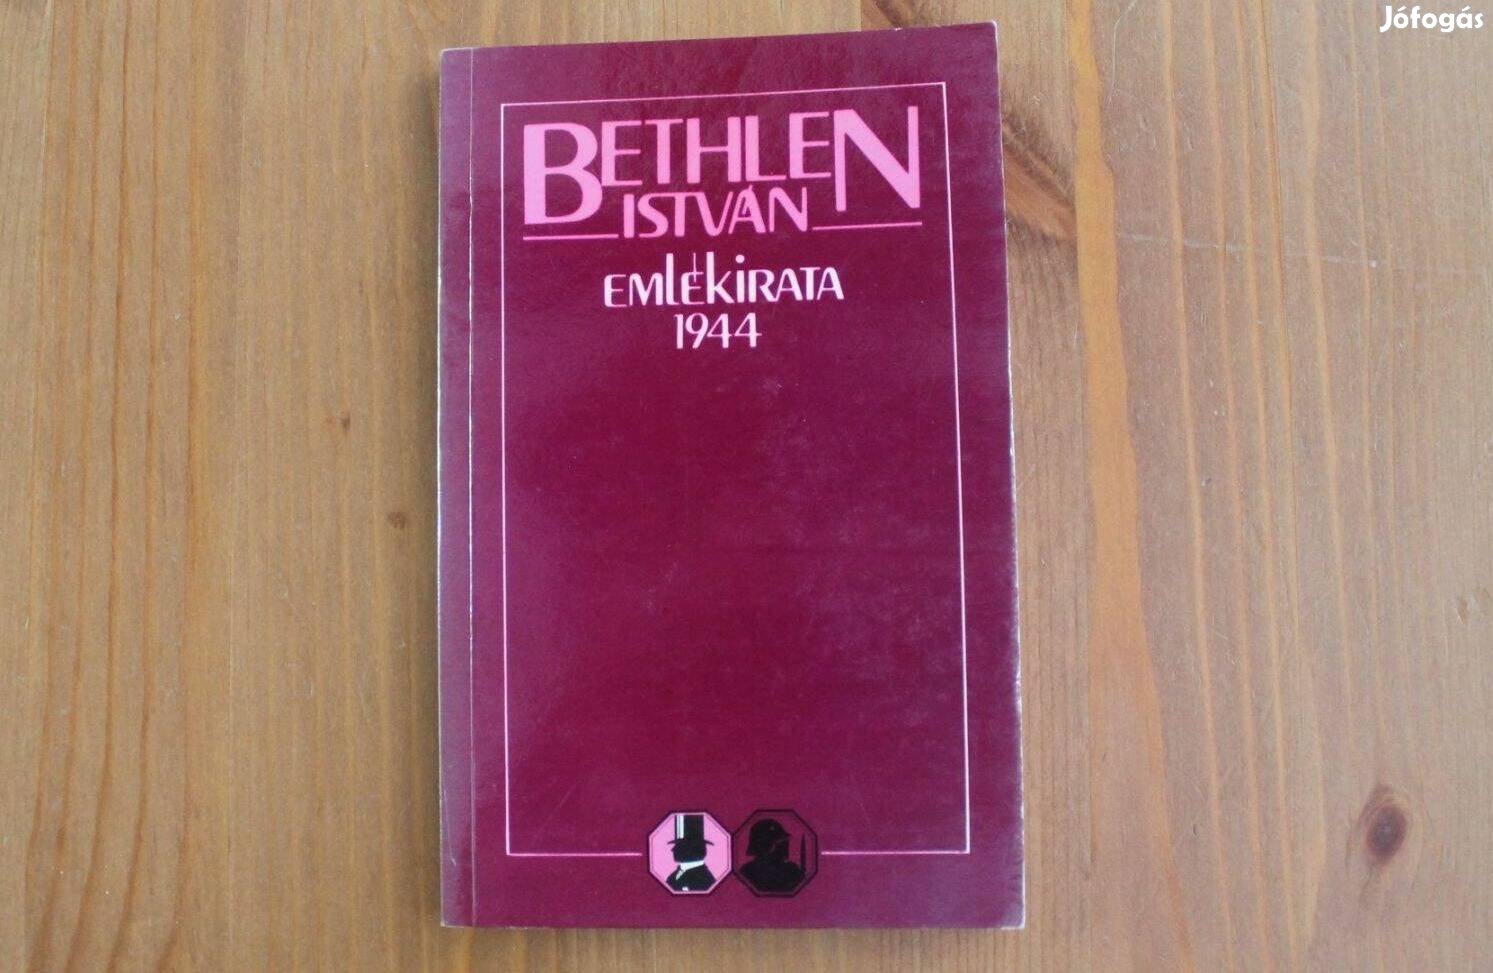 Jófogás
BETHLEN
ISTVÁN
EMLÉKIRATA
1944